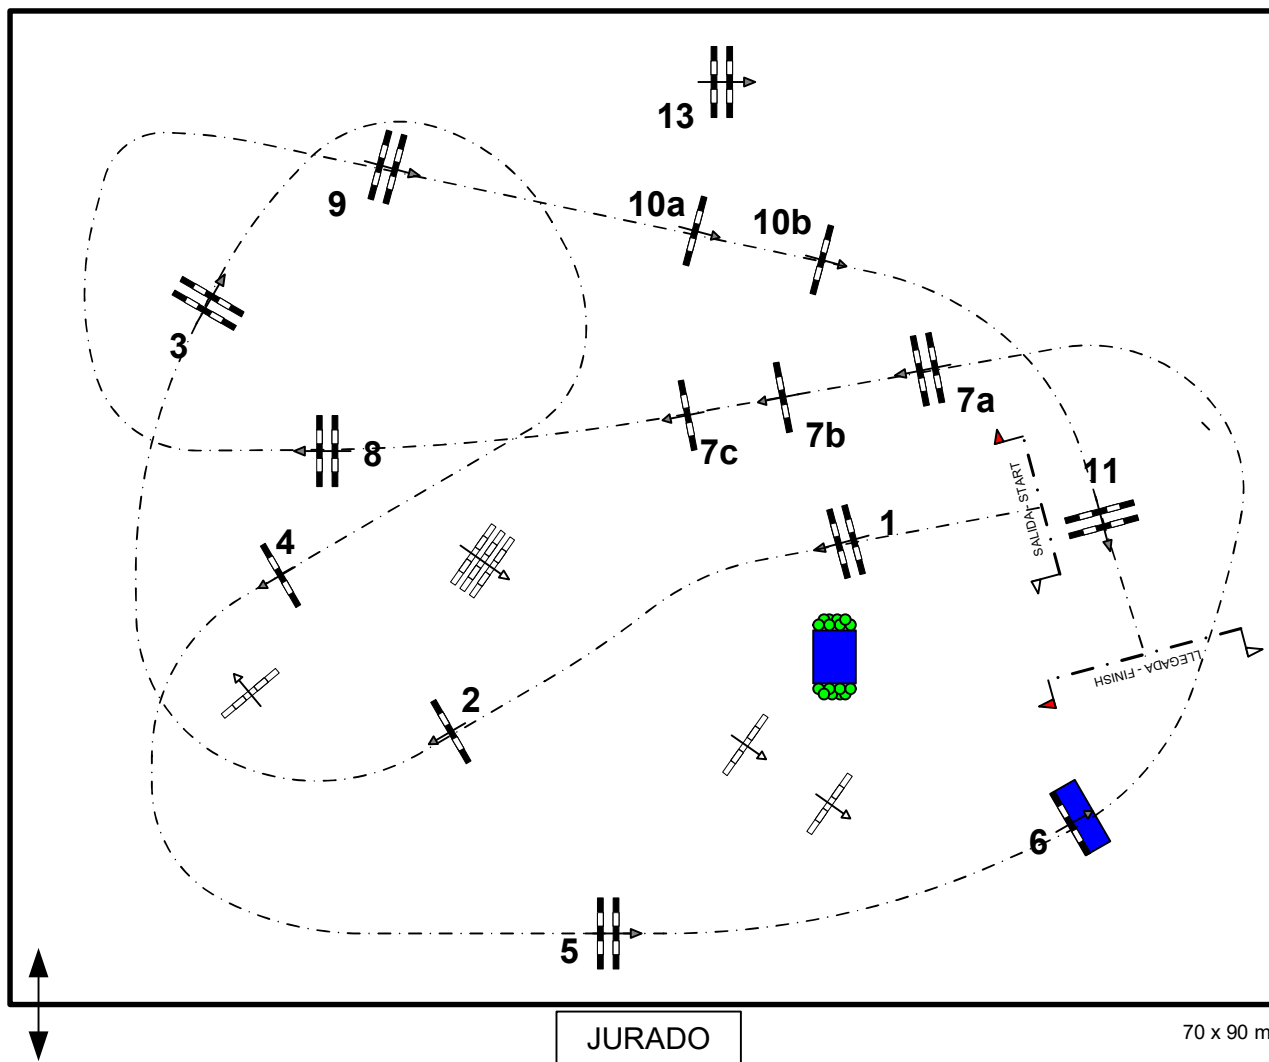 13
9
10a
10b
3
7a
7b
7c
8
11
SALIDA - START
1
4
LLEGADA - FINISH
2
6
5
JURADO
70 x 90 m